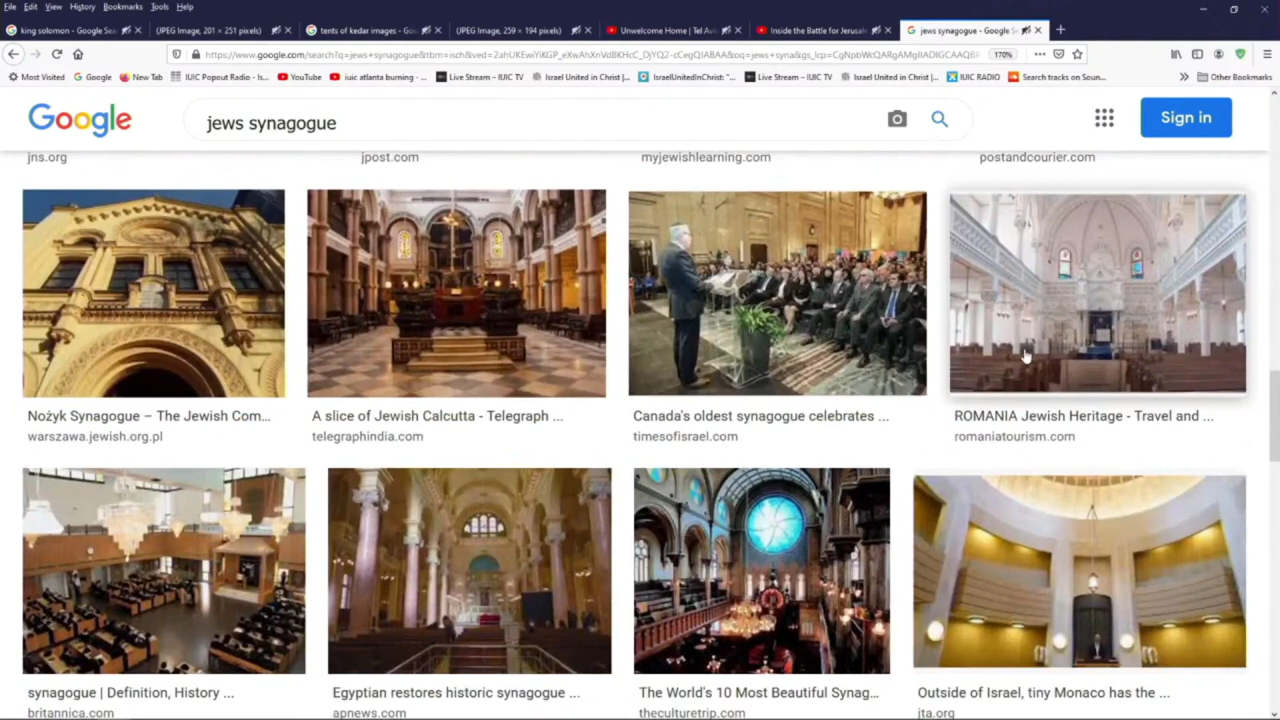 File Edit View History Bookmarks Tools Help
king solomon - Google Sea
(JPEG Image, 201 × 251 pixels)
tents of kedar images - Go
(JPEG Image, 259 × 194 pixels)
Unwelcome Home | Tel Avi
Inside the Battle for Jerusal
jews synagogue - Google S
170%
Most Visited
Google
New Tab
IUIC Popout Radio - Is...
YouTube
iuic atlanta burning - ...
Live Stream – IUIC TV
Israel United in Christ |...
IsraelUnitedInChrist: "...
Live Stream – IUIC TV
Israel United in Christ |...
IUIC RADIO
Search tracks on Soun...
Other Bookmarks
Google
jews synagogue
Sign in
jns.org
jpost.com
myjewishlearning.com
postandcourier.com
Nożyk Synagogue – The Jewish Com...
warszawa.jewish.org.pl
A slice of Jewish Calcutta - Telegraph ...
telegraphindia.com
Canada's oldest synagogue celebrates ...
timesofisrael.com
ROMANIA Jewish Heritage - Travel and ...
romaniatourism.com
synagogue | Definition, History ...
britannica.com
Egyptian restores historic synagogue ...
apnews.com
The World's 10 Most Beautiful Synag...
theculturetrip.com
Outside of Israel, tiny Monaco has the ...
jta.org